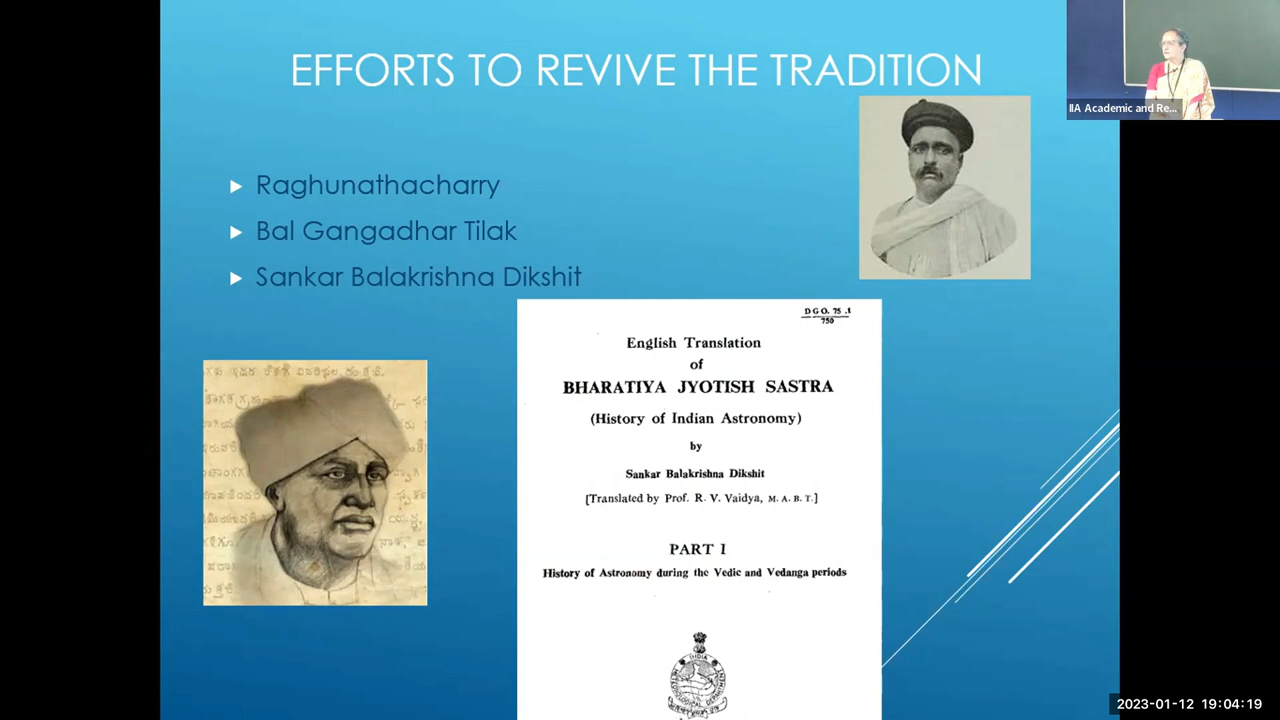 EFFORTS TO REVIVE THE TRADITION
IIA Academic and Re...
Raghunathacharry
Bal Gangadhar Tilak
Sankar Balakrishna Dikshit
D G O. 75 .1
750
English Translation
of
BHARATIYA JYOTISH SASTRA
(History of Indian Astronomy)
by
Sankar Balakrishna Dikshit
[Translated by Prof. R. V. Vaidya, M. A. B. T.]
PART I
History of Astronomy during the Vedic and Vedanga periods
INDIA
2023-01-12 19:04:19